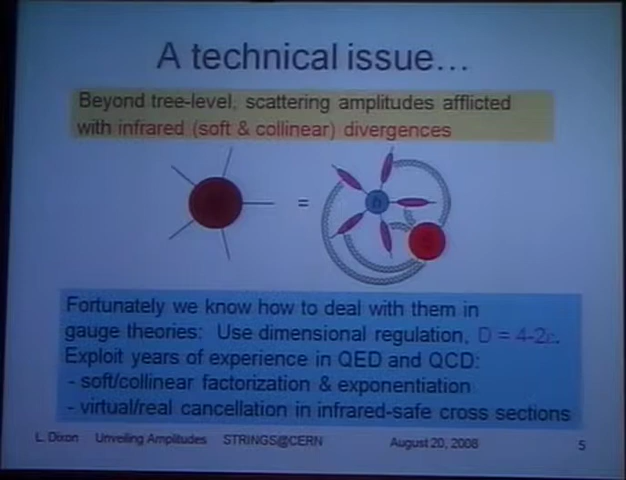 A technical issue…
Beyond tree-level, scattering amplitudes afflicted
with infrared (soft & collinear) divergences
=
Fortunately we know how to deal with them in
gauge theories: Use dimensional regulation, D = 4-2ε.
Exploit years of experience in QED and QCD:
- soft/collinear factorization & exponentiation
- virtual/real cancellation in infrared-safe cross sections
L. Dixon Unveiling Amplitudes STRINGS@CERN August 20, 2008 5